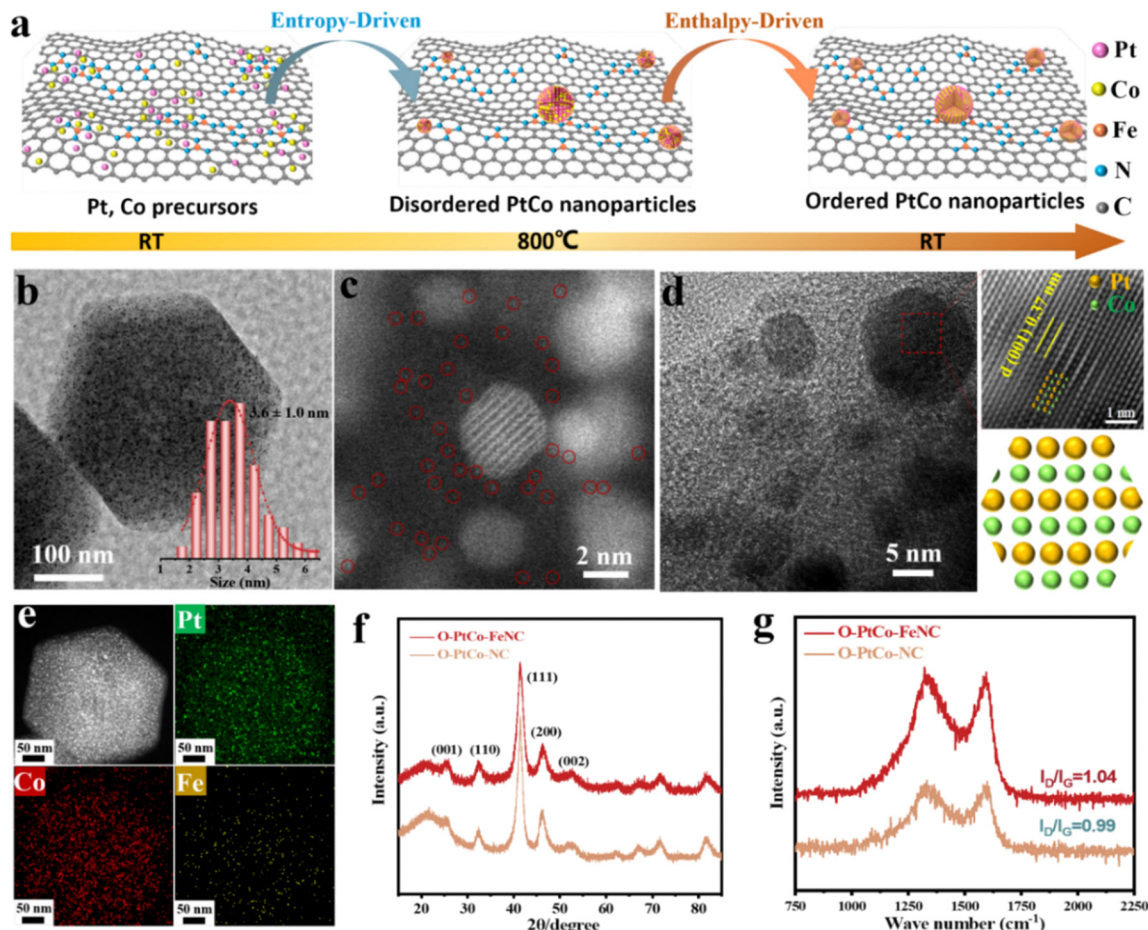 a
Entropy-Driven
Enthalpy-Driven
Pt
Co
Fe
N
C
Pt, Co precursors
Disordered PtCo nanoparticles
Ordered PtCo nanoparticles
RT
800℃
RT
b
3.6 ± 1.0 nm
100 nm
1 2 3 4 5 6
Size (nm)
c
2 nm
d
5 nm
Pt
Co
d (001) 0.37 nm
1 nm
e
50 nm
Pt
50 nm
Co
50 nm
Fe
50 nm
f
O-PtCo-FeNC
O-PtCo-NC
(001)
(110)
(111)
(200)
(002)
Intensity (a.u.)
20 30 40 50 60 70 80
2θ/degree
g
O-PtCo-FeNC
O-PtCo-NC
I_D/I_G=1.04
I_D/I_G=0.99
Intensity (a.u.)
750 1000 1250 1500 1750 2000 2250
Wave number (cm⁻¹)